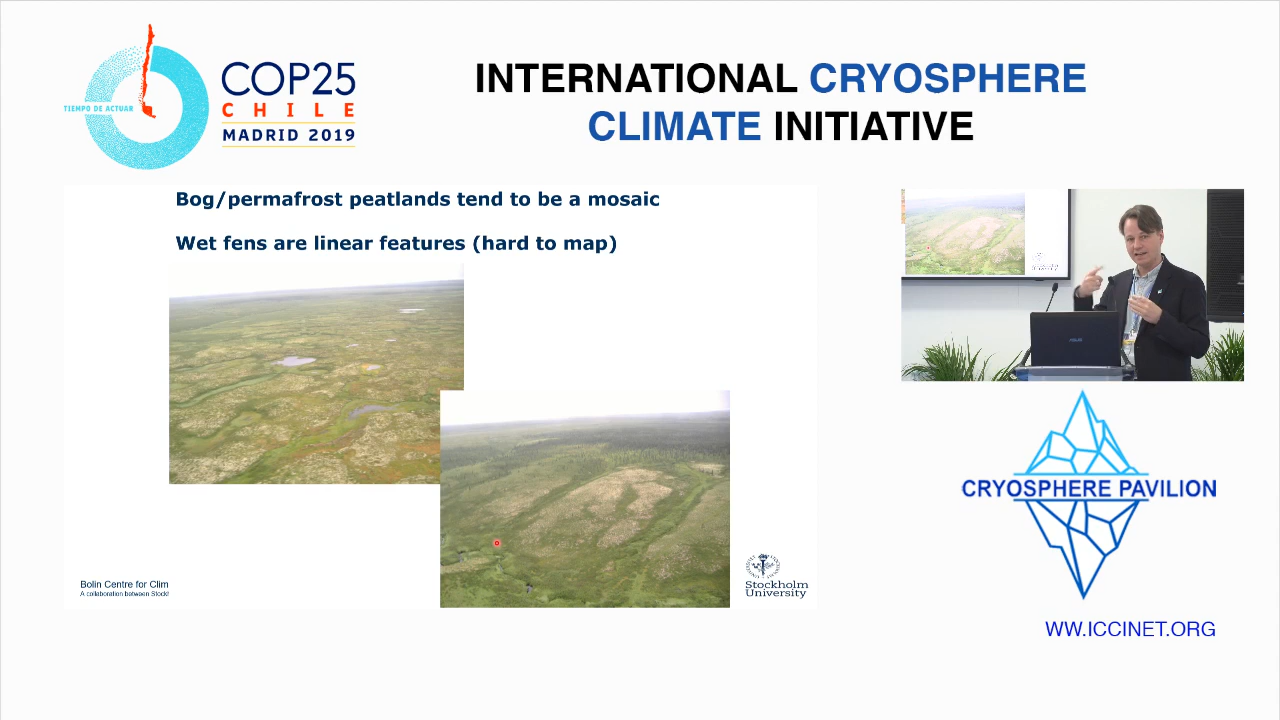 TIEMPO DE ACTUAR
COP25
CHILE
MADRID 2019
INTERNATIONAL CRYOSPHERE
CLIMATE INITIATIVE
Bog/permafrost peatlands tend to be a mosaic
Wet fens are linear features (hard to map)
Bolin Centre for Clim
A collaboration between Stock
Stockholm
University
ASUS
CRYOSPHERE PAVILION
WW.ICCINET.ORG